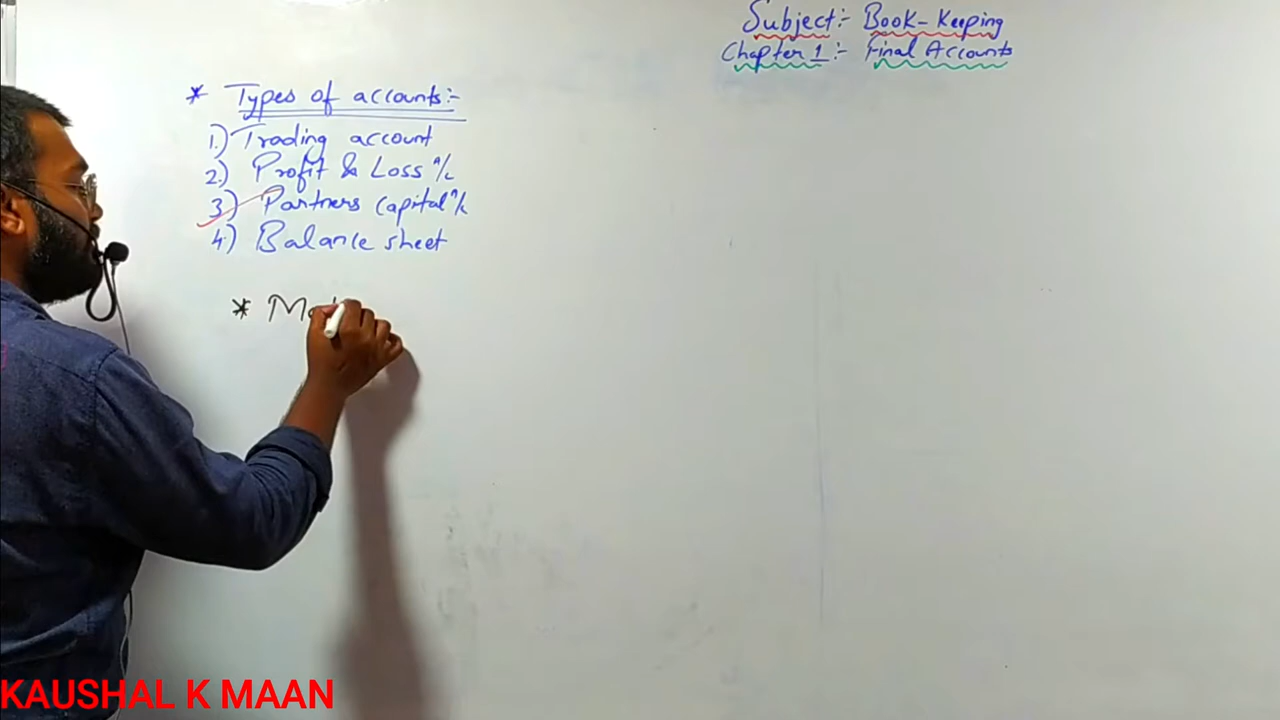 Subject:- Book-Keeping
Chapter 1:- Final Accounts
* Types of accounts:-
1.) Trading account
2.) Profit & Loss a/c
3) Partners capital a/c
4.) Balance sheet
*
KAUSHAL K MAAN